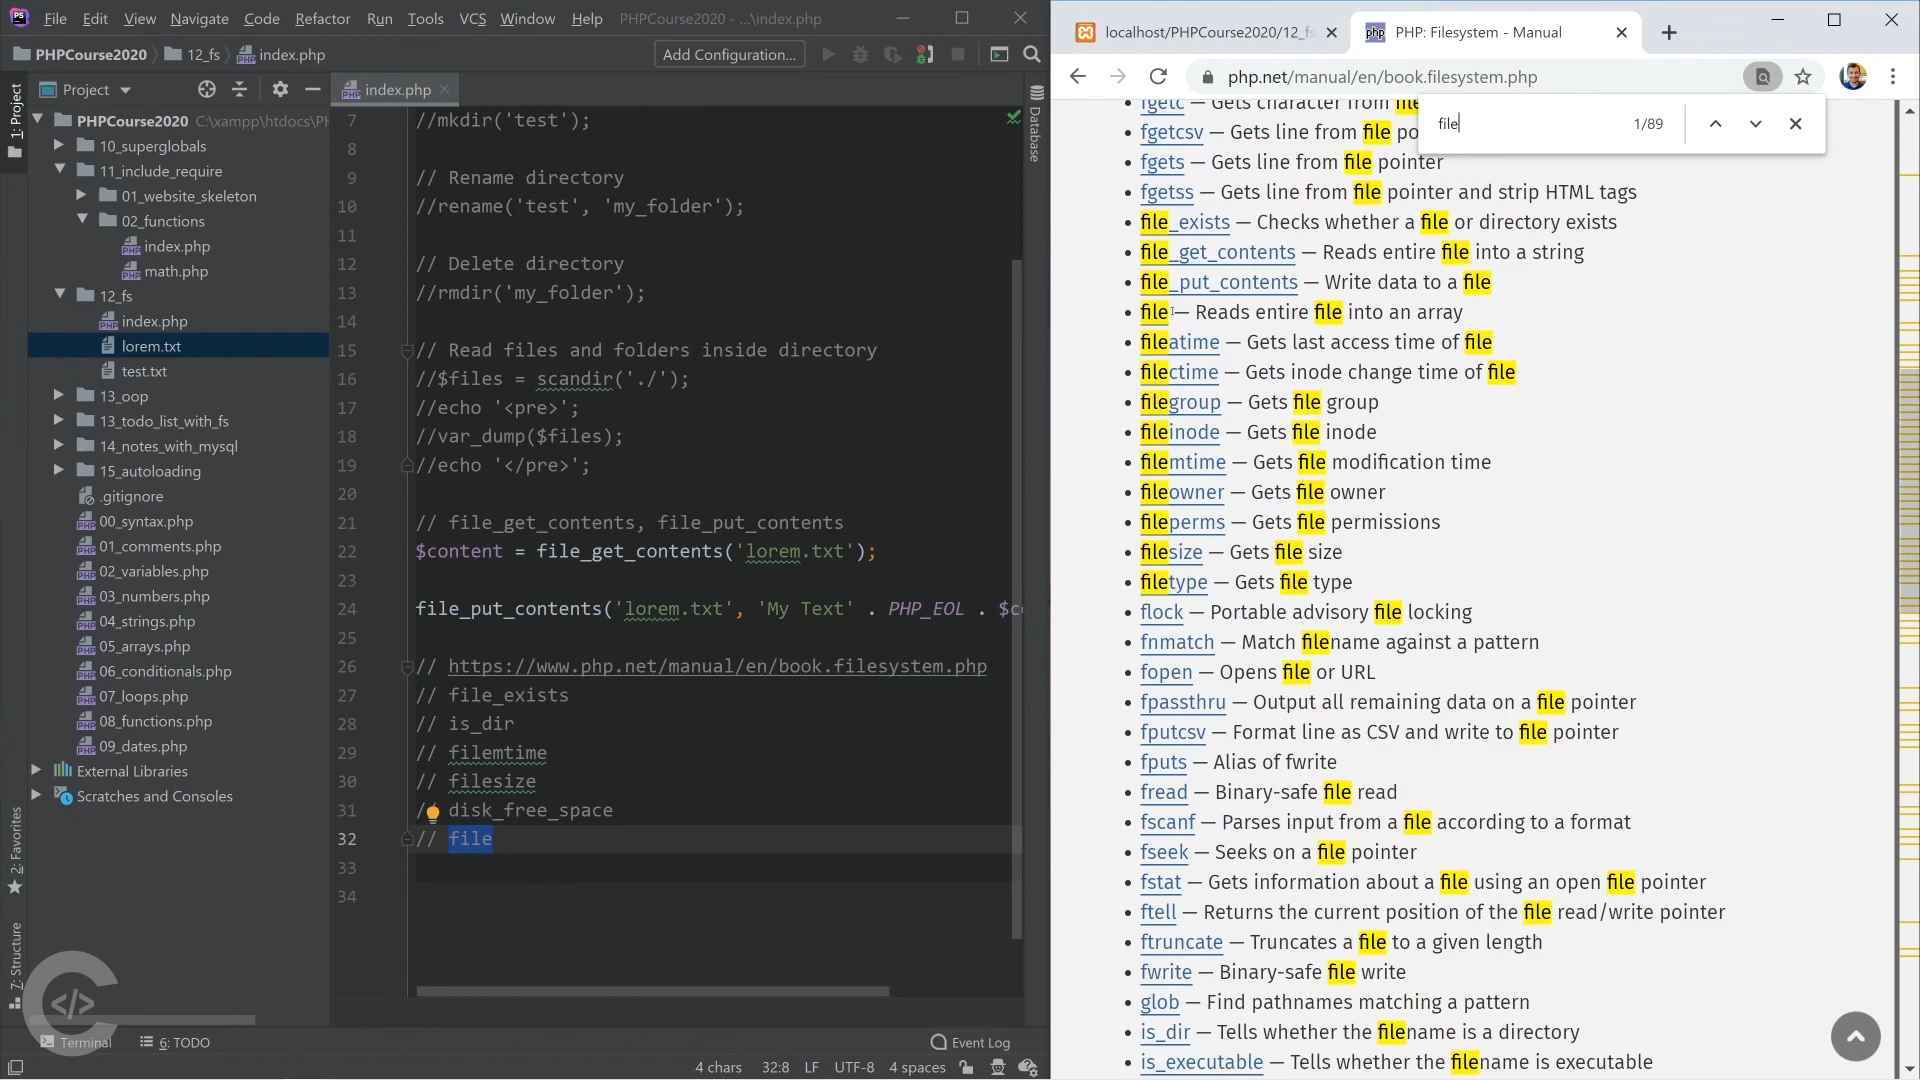 File Edit View Navigate Code Refactor Run Tools VCS Window Help PHPCourse2020 - ...\index.php
PHPCourse2020 12_fs index.php Add Configuration...
Project
index.php
1: Project
PHPCourse2020 C:\xampp\htdocs\PH
10_superglobals
11_include_require
01_website_skeleton
02_functions
index.php
math.php
12_fs
index.php
lorem.txt
test.txt
13_oop
13_todo_list_with_fs
14_notes_with_mysql
15_autoloading
.gitignore
00_syntax.php
01_comments.php
02_variables.php
03_numbers.php
04_strings.php
05_arrays.php
06_conditionals.php
07_loops.php
08_functions.php
09_dates.php
External Libraries
Scratches and Consoles
2: Favorites
7: Structure
7 //mkdir('test');
8
9 // Rename directory
10 //rename('test', 'my_folder');
11
12 // Delete directory
13 //rmdir('my_folder');
14
15 // Read files and folders inside directory
16 //$files = scandir('./');
17 //echo '<pre>';
18 //var_dump($files);
19 //echo '</pre>';
20
21 // file_get_contents, file_put_contents
22 $content = file_get_contents('lorem.txt');
23
24 file_put_contents('lorem.txt', 'My Text' . PHP_EOL . $co
25
26 // https://www.php.net/manual/en/book.filesystem.php
27 // file_exists
28 // is_dir
29 // filemtime
30 // filesize
31 / disk_free_space
32 // file
33
34
Database
Terminal 6: TODO Event Log
4 chars 32:8 LF UTF-8 4 spaces
localhost/PHPCourse2020/12_fs
PHP: Filesystem - Manual
php.net/manual/en/book.filesystem.php
file 1/89
fgetc — Gets character from file
fgetcsv — Gets line from file po
fgets — Gets line from file pointer
fgetss — Gets line from file pointer and strip HTML tags
file_exists — Checks whether a file or directory exists
file_get_contents — Reads entire file into a string
file_put_contents — Write data to a file
file — Reads entire file into an array
fileatime — Gets last access time of file
filectime — Gets inode change time of file
filegroup — Gets file group
fileinode — Gets file inode
filemtime — Gets file modification time
fileowner — Gets file owner
fileperms — Gets file permissions
filesize — Gets file size
filetype — Gets file type
flock — Portable advisory file locking
fnmatch — Match filename against a pattern
fopen — Opens file or URL
fpassthru — Output all remaining data on a file pointer
fputcsv — Format line as CSV and write to file pointer
fputs — Alias of fwrite
fread — Binary-safe file read
fscanf — Parses input from a file according to a format
fseek — Seeks on a file pointer
fstat — Gets information about a file using an open file pointer
ftell — Returns the current position of the file read/write pointer
ftruncate — Truncates a file to a given length
fwrite — Binary-safe file write
glob — Find pathnames matching a pattern
is_dir — Tells whether the filename is a directory
is_executable — Tells whether the filename is executable